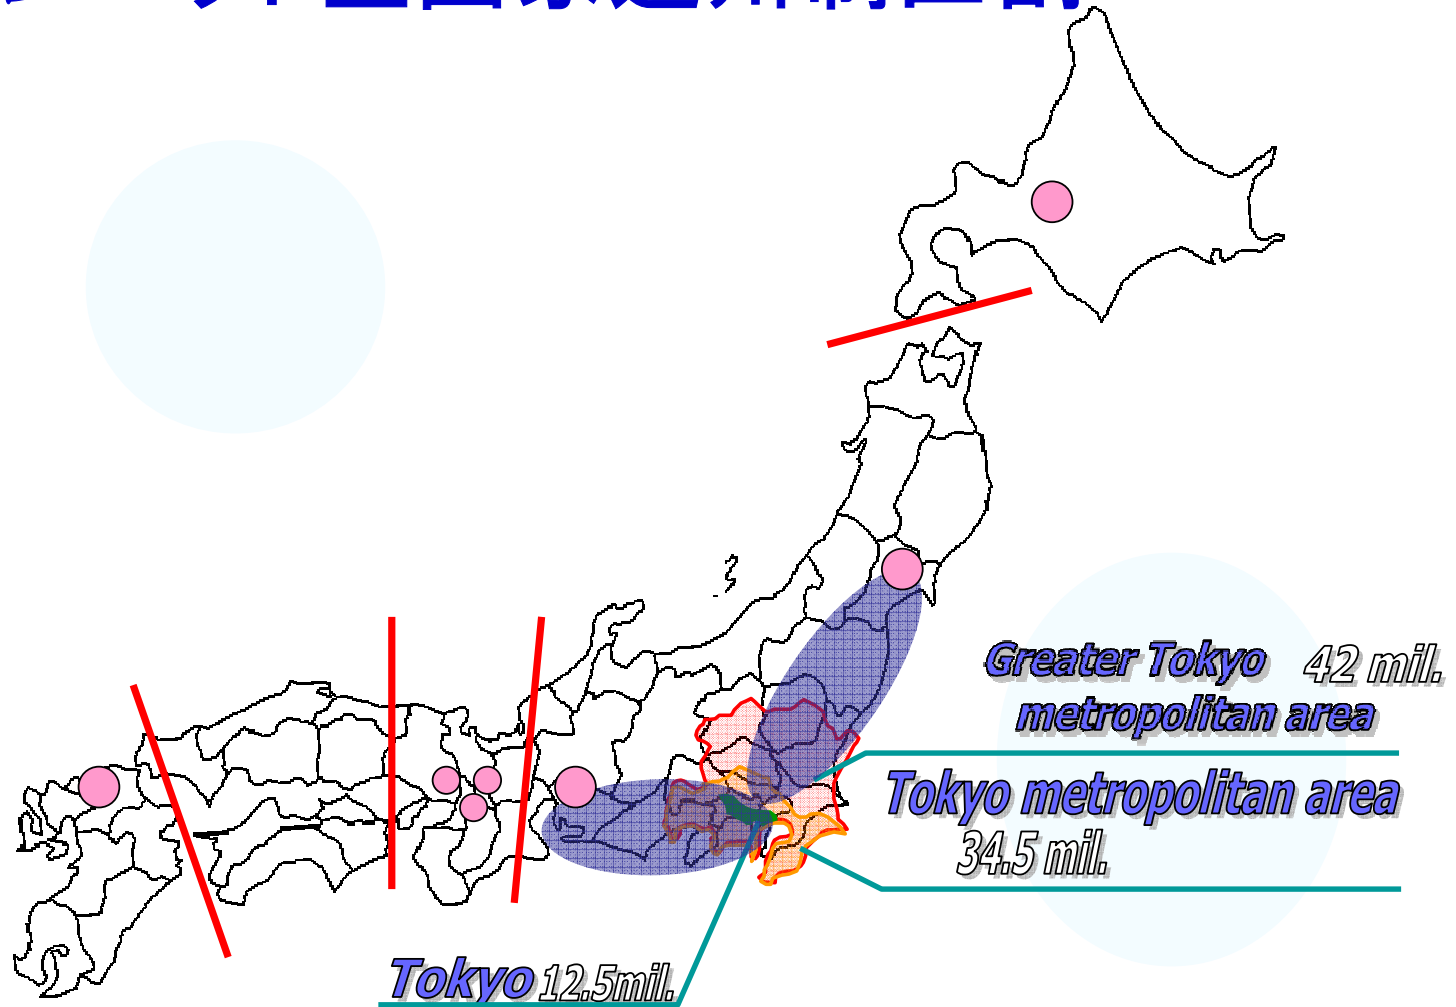 Greater Tokyo 42 mil.
metropolitan area
Tokyo metropolitan area
34.5 mil.
Tokyo 12.5mil.